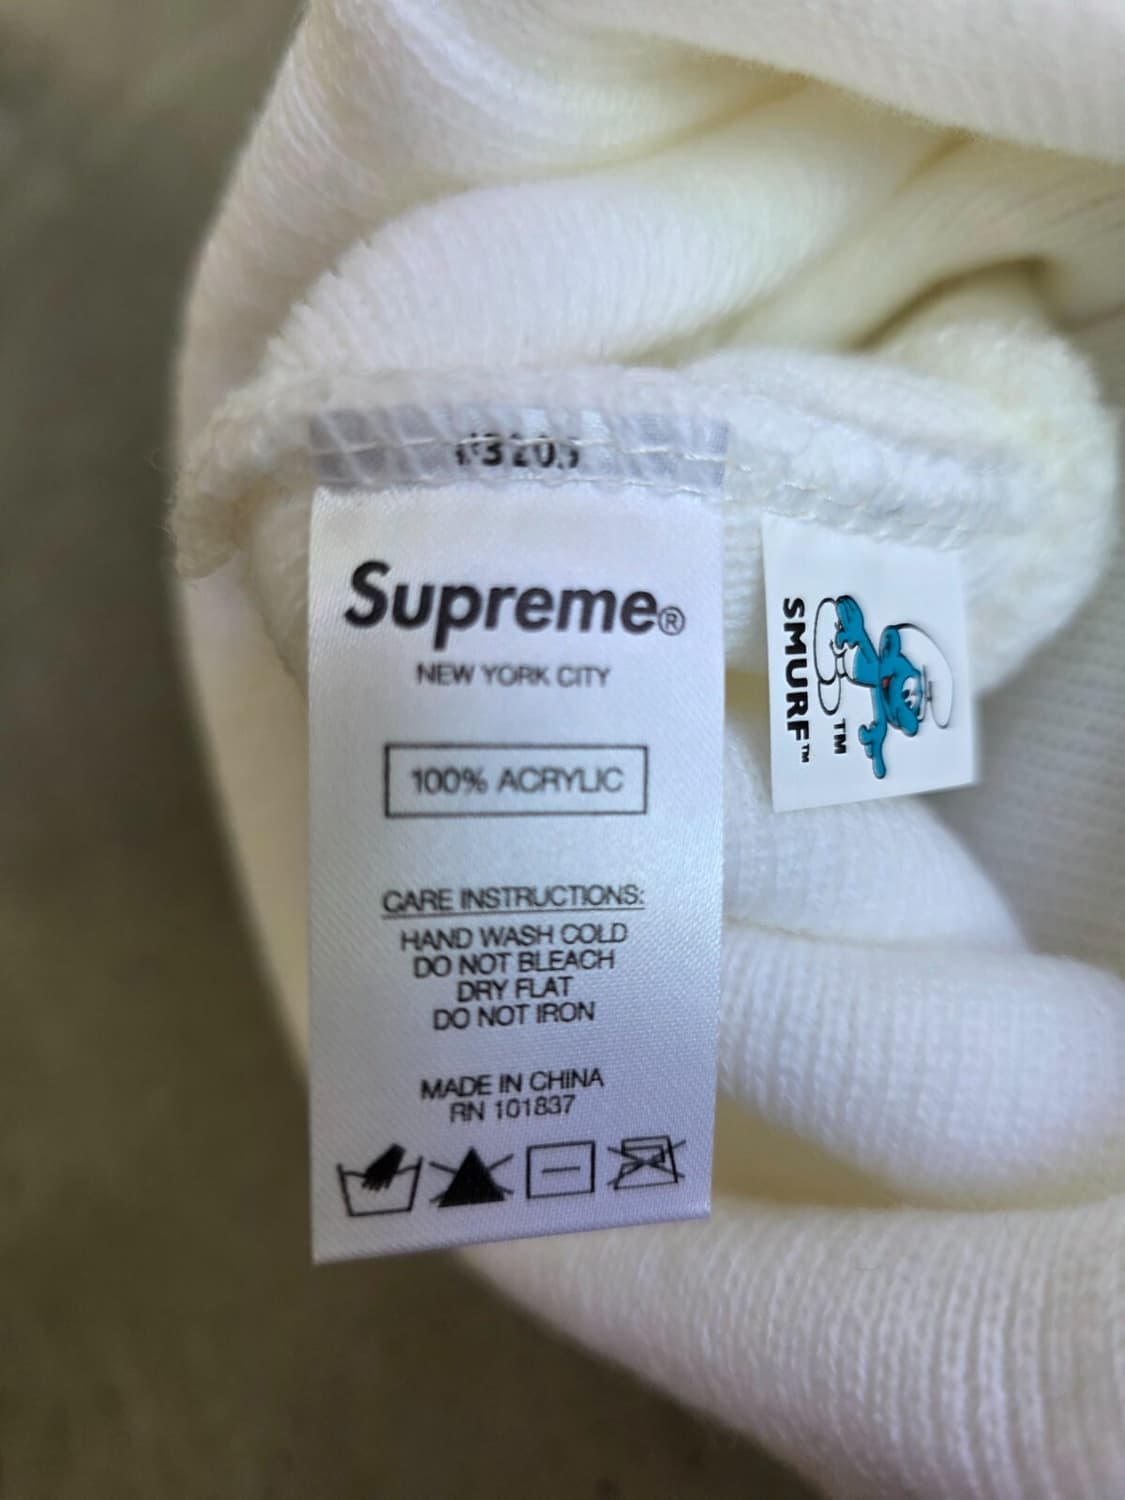 Supreme®
NEW YORK CITY
100% ACRYLIC
CARE INSTRUCTIONS:
HAND WASH COLD
DO NOT BLEACH
DRY FLAT
DO NOT IRON
MADE IN CHINA
RN 101837
SMURF™
TM